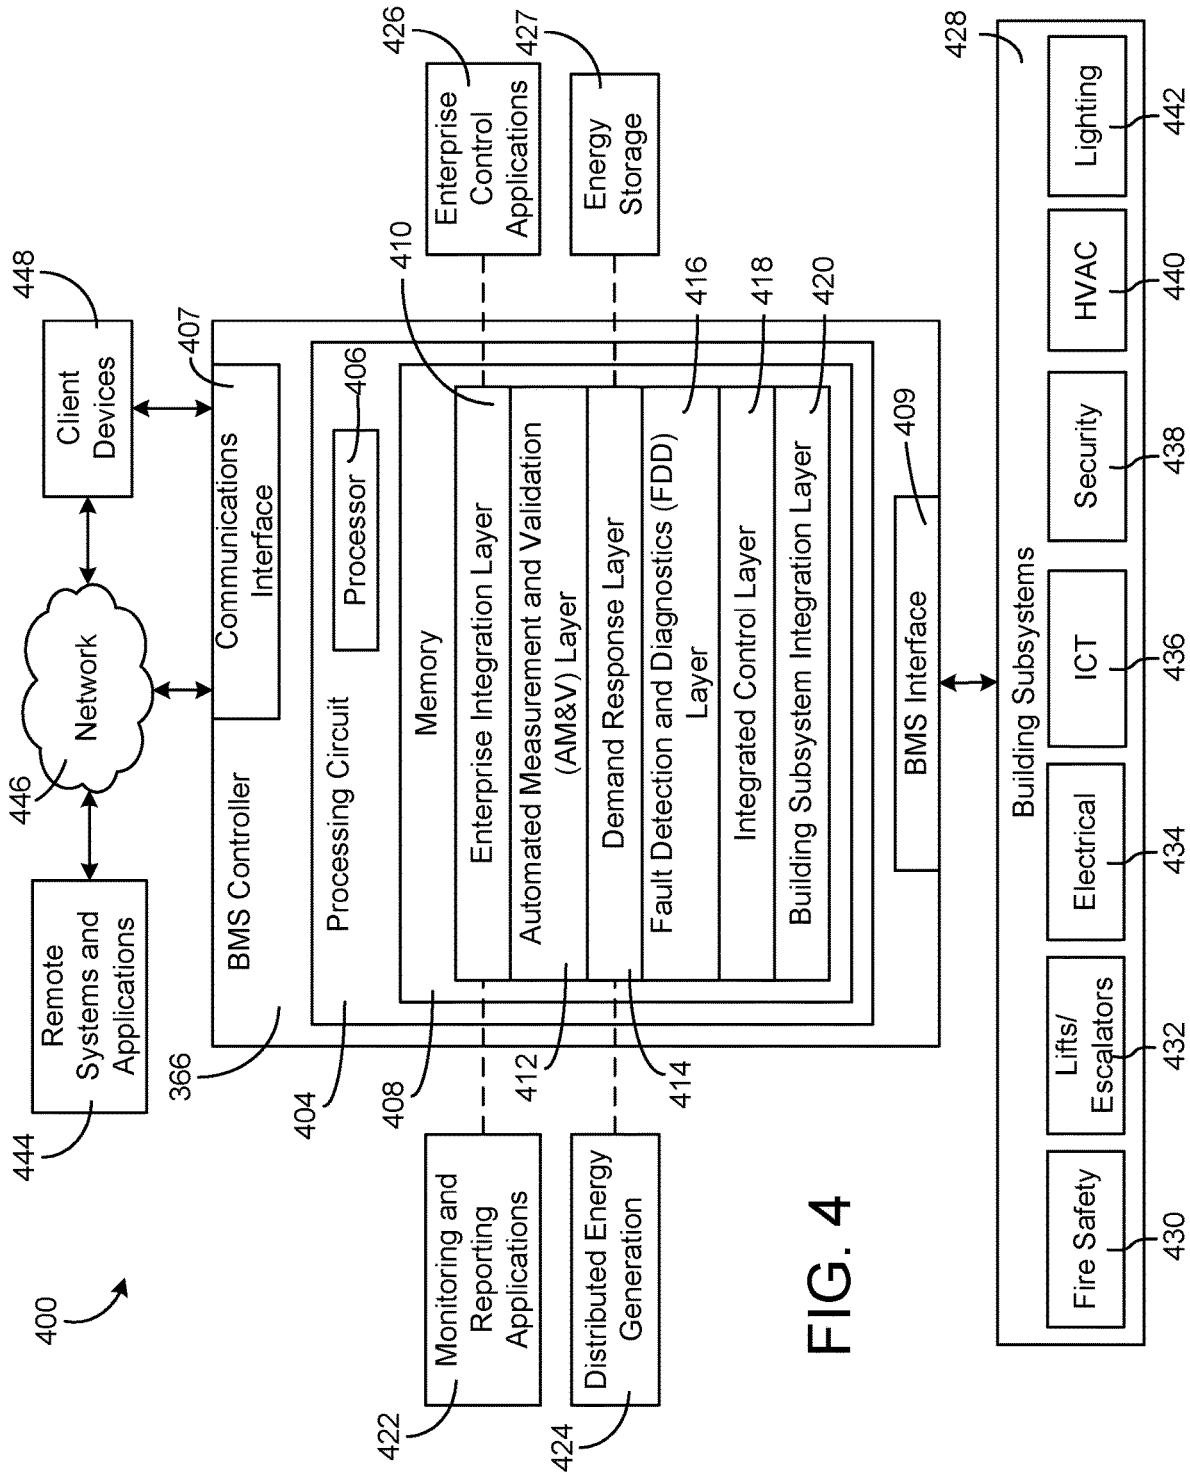 400
444
Remote
Systems and
Applications
446
Network
448
Client
Devices
366
BMS Controller
407
Communications
Interface
404
Processing Circuit
Processor
406
408
Memory
410
Enterprise Integration Layer
412
Automated Measurement and Validation
(AM&V) Layer
414
Demand Response Layer
416
Fault Detection and Diagnostics (FDD)
Layer
418
Integrated Control Layer
420
Building Subsystem Integration Layer
409
BMS Interface
422
Monitoring and
Reporting
Applications
424
Distributed Energy
Generation
426
Enterprise
Control
Applications
427
Energy
Storage
428
Building Subsystems
Fire Safety
Lifts/
Escalators
Electrical
ICT
Security
HVAC
Lighting
430
432
434
436
438
440
442
FIG. 4